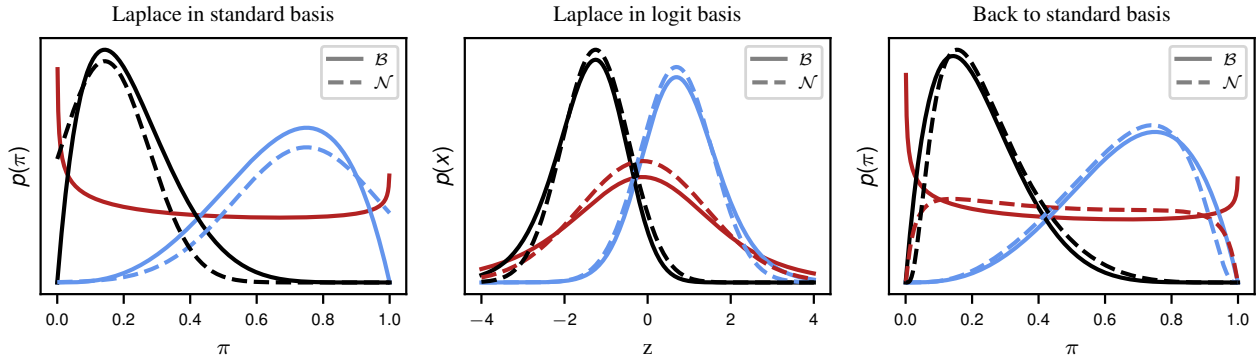 Laplace in standard basis
p(π)
ℬ
𝒩
0.0 0.2 0.4 0.6 0.8 1.0
π
Laplace in logit basis
p(x)
ℬ
𝒩
−4 −2 0 2 4
z
Back to standard basis
p(π)
ℬ
𝒩
0.0 0.2 0.4 0.6 0.8 1.0
π